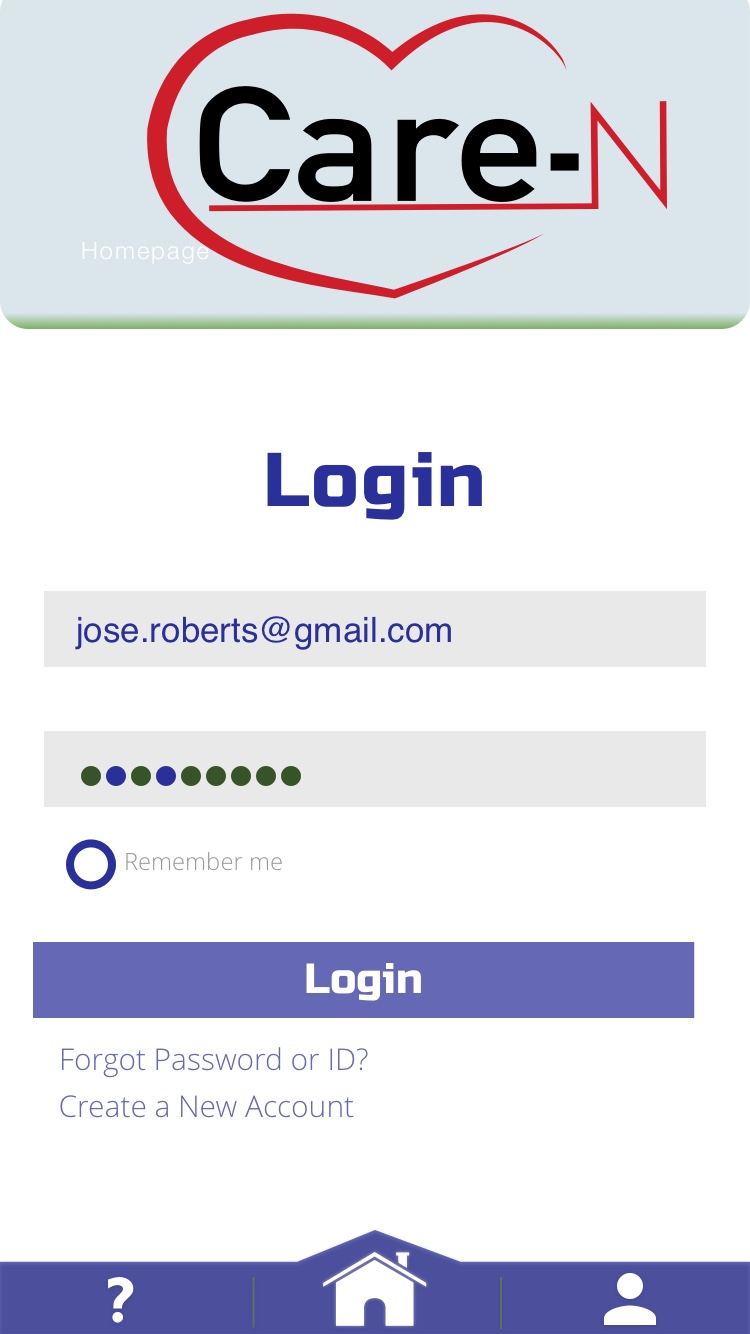 Care-N
Homepage
Login
jose.roberts@gmail.com
●●●●●●●●●
Remember me
Login
Forgot Password or ID?
Create a New Account
?